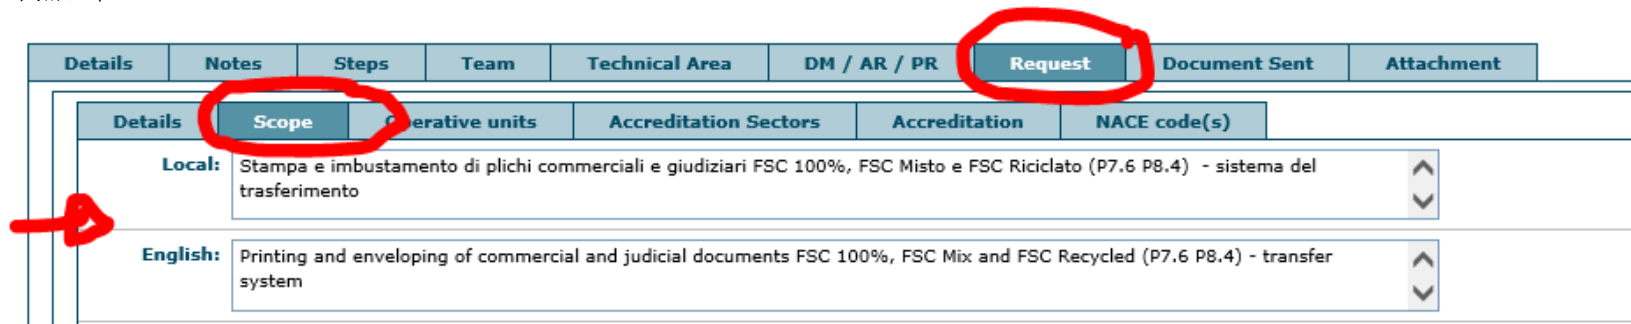 Details Notes Steps Team Technical Area DM / AR / PR Request Document Sent Attachment
Details Scope Operative units Accreditation Sectors Accreditation NACE code(s)
Local: Stampa e imbustamento di plichi commerciali e giudiziari FSC 100%, FSC Misto e FSC Riciclato (P7.6 P8.4) - sistema del
trasferimento
English: Printing and enveloping of commercial and judicial documents FSC 100%, FSC Mix and FSC Recycled (P7.6 P8.4) - transfer
system